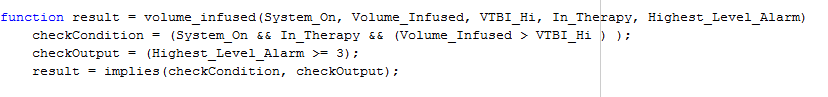 function result = volume_infused(System_On, Volume_Infused, VTBI_Hi, In_Therapy, Highest_Level_Alarm)
checkCondition = (System_On && In_Therapy && (Volume_Infused > VTBI_Hi ) );
checkOutput = (Highest_Level_Alarm >= 3);
result = implies(checkCondition, checkOutput);